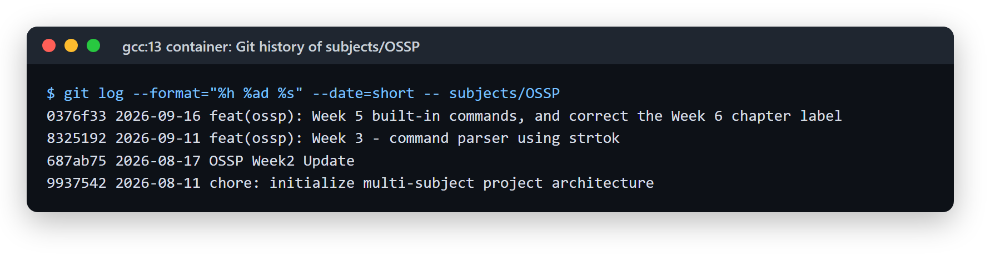 gcc:13 container: Git history of subjects/OSSP
$ git log --format="%h %ad %s" --date=short -- subjects/OSSP
0376f33 2026-09-16 feat(ossp): Week 5 built-in commands, and correct the Week 6 chapter label
8325192 2026-09-11 feat(ossp): Week 3 - command parser using strtok
687ab75 2026-08-17 OSSP Week2 Update
9937542 2026-08-11 chore: initialize multi-subject project architecture